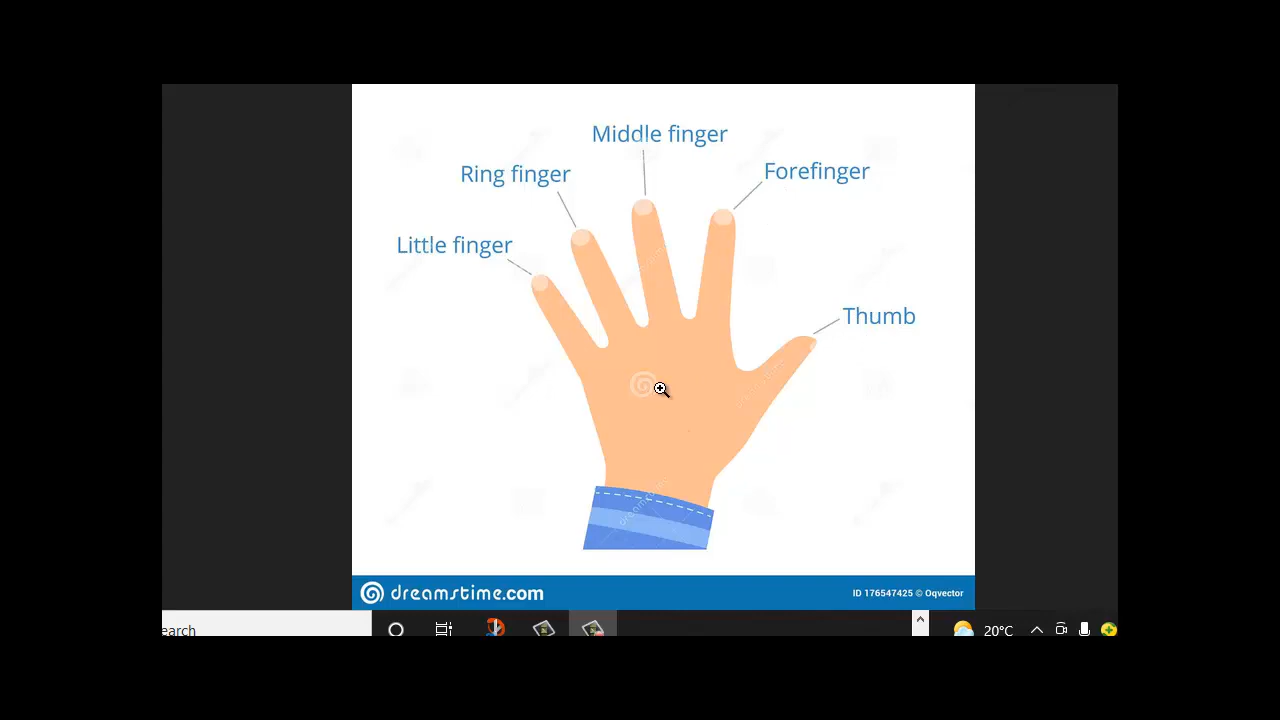 Middle finger
Forefinger
Ring finger
Little finger
Thumb
dreamstime.com
ID 176547425 © Oqvector
earch
20°C